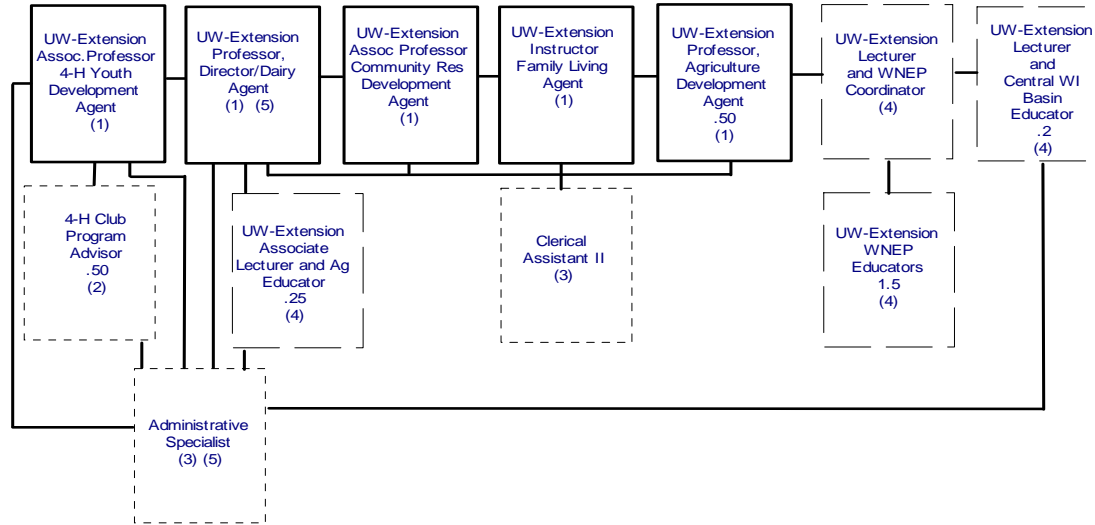 UW-Extension
Assoc.Professor
4-H Youth
Development
Agent
(1)
UW-Extension
Professor,
Director/Dairy
Agent
(1) (5)
UW-Extension
Assoc Professor
Community Res
Development
Agent
(1)
UW-Extension
Instructor
Family Living
Agent
(1)
UW-Extension
Professor,
Agriculture
Development
Agent
.50
(1)
UW-Extension
Lecturer
and WNEP
Coordinator
(4)
UW-Extension
Lecturer
and
Central WI
Basin
Educator
.2
(4)
4-H Club
Program
Advisor
.50
(2)
UW-Extension
Associate
Lecturer and Ag
Educator
.25
(4)
Clerical
Assistant II
(3)
UW-Extension
WNEP
Educators
1.5
(4)
Administrative
Specialist
(3) (5)